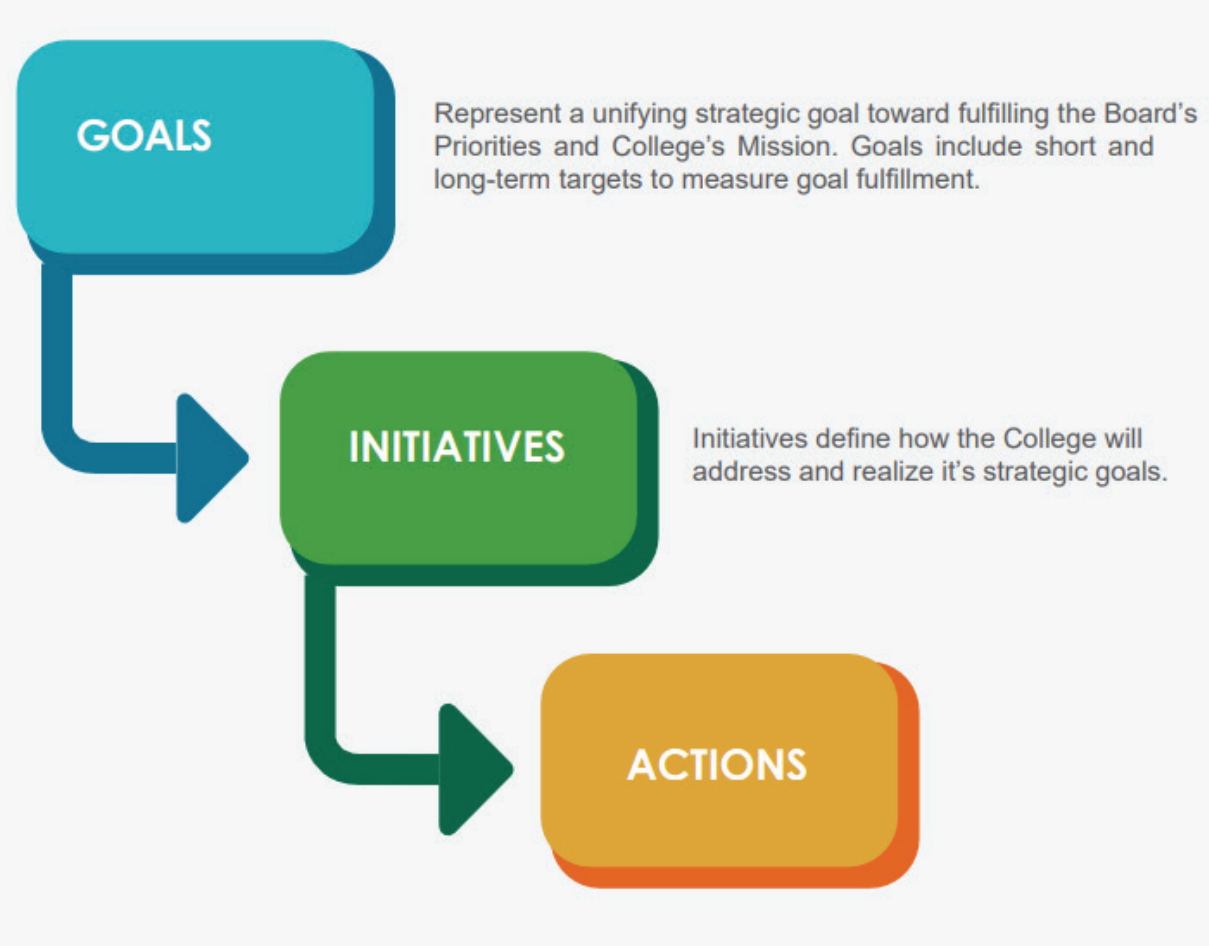 GOALS
Represent a unifying strategic goal toward fulfilling the Board's
Priorities and College's Mission. Goals include short and
long-term targets to measure goal fulfillment.
INITIATIVES
Initiatives define how the College will
address and realize it's strategic goals.
ACTIONS